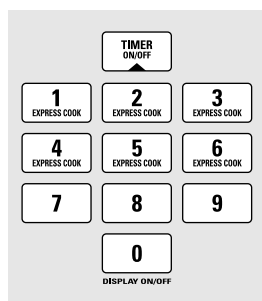 TIMER
ON/OFF
1 2 3
EXPRESS COOK EXPRESS COOK EXPRESS COOK
4 5 6
EXPRESS COOK EXPRESS COOK EXPRESS COOK
7 8 9
0
DISPLAY ON/OFF